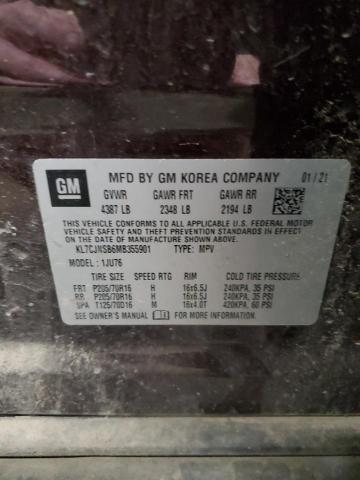 GM
MFD BY GM KOREA COMPANY 01/21
GVWR GAWR FRT GAWR RR
4387 LB 2348 LB 2194 LB
THIS VEHICLE CONFORMS TO ALL APPLICABLE U.S. FEDERAL MOTOR
VEHICLE SAFETY AND THEFT PREVENTION STANDARDS IN EFFECT
ON THE DATE OF MANUFACTURE SHOWN ABOVE.
KL7CJNSB6MB355901 TYPE: MPV
MODEL: 1JU76
TIRE SIZE SPEED RTG RIM COLD TIRE PRESSURE
FRT P205/70R16 H 16x6.5J 240KPA, 35 PSI
RR P205/70R16 H 16x6.5J 240KPA, 35 PSI
SPA T125/70D16 M 16x4.0T 420KPA, 60 PSI
SEE OWNER'S MANUAL FOR MORE INFORMATION.